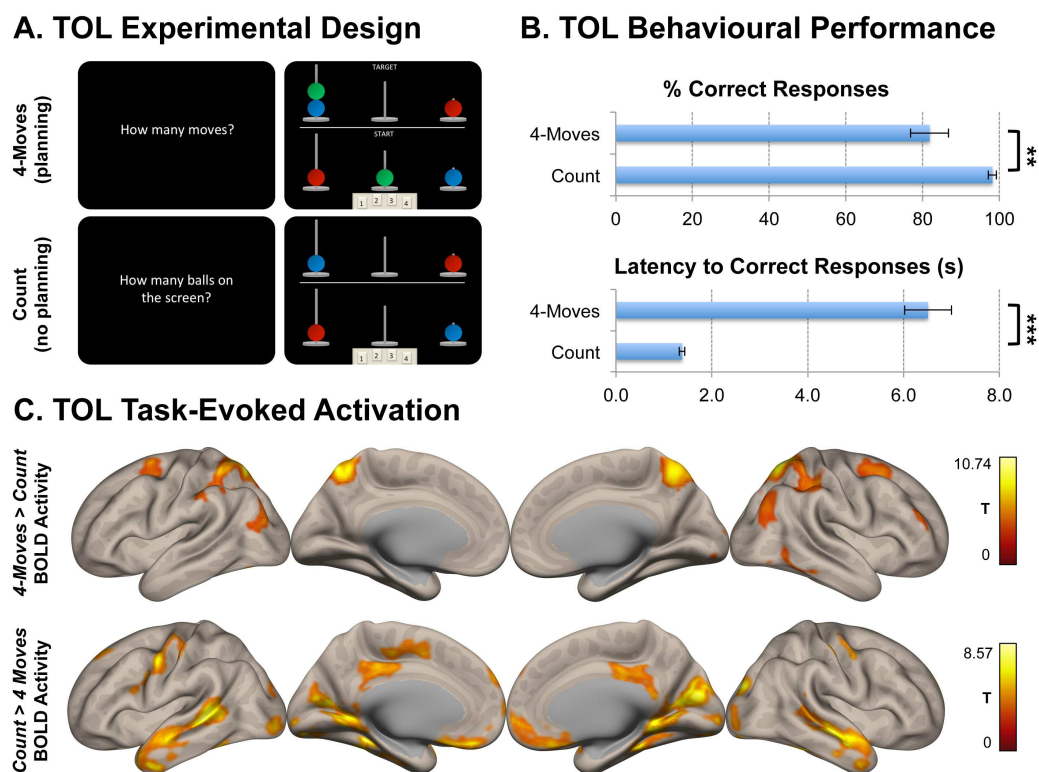 A. TOL Experimental Design
4-Moves
(planning)
How many moves?
TARGET
START
1 2 3 4
Count
(no planning)
How many balls on
the screen?
1 2 3 4
B. TOL Behavioural Performance
% Correct Responses
4-Moves
Count
**
0 20 40 60 80 100
Latency to Correct Responses (s)
4-Moves
Count
***
0.0 2.0 4.0 6.0 8.0
C. TOL Task-Evoked Activation
4-Moves > Count
BOLD Activity
10.74
T
0
Count > 4 Moves
BOLD Activity
8.57
T
0